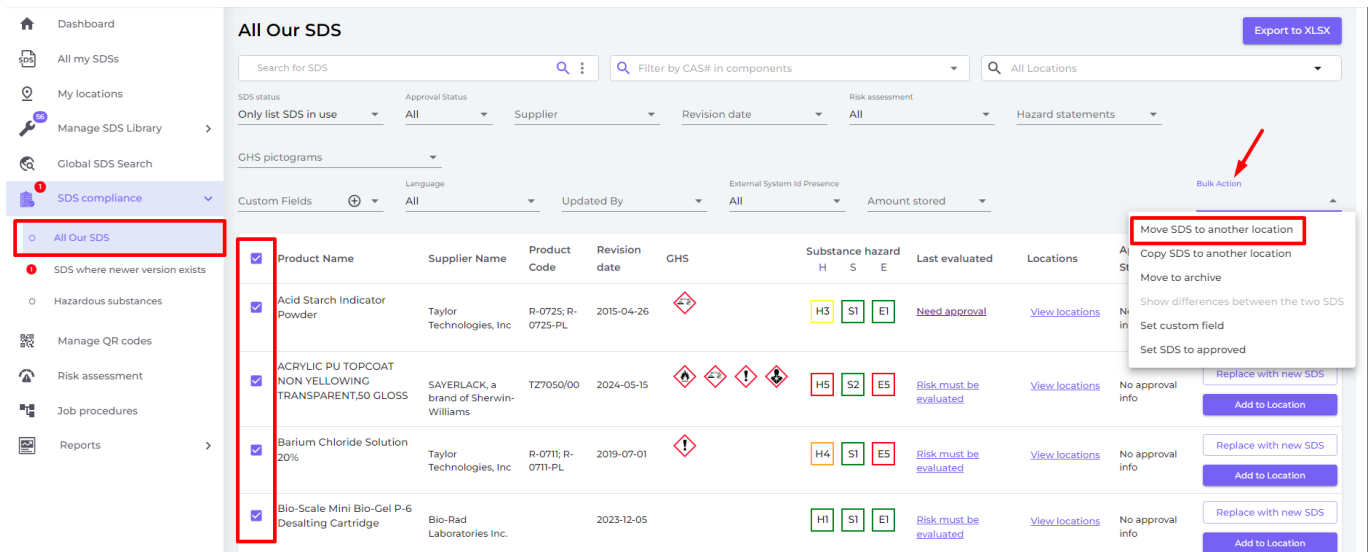 Dashboard
SDS
All my SDSs
My locations
56
Manage SDS Library
Global SDS Search
1
SDS compliance
All Our SDS
1
SDS where newer version exists
Hazardous substances
Manage QR codes
Risk assessment
Job procedures
Reports
All Our SDS
Export to XLSX
Search for SDS
Filter by CAS# in components
All Locations
SDS status
Only list SDS in use
Approval Status
All
Supplier
Revision date
Risk assessment
All
Hazard statements
GHS pictograms
Custom Fields
Language
All
Updated By
External System Id Presence
All
Amount stored
Bulk Action
Move SDS to another location
Copy SDS to another location
Move to archive
Show differences between the two SDS
Set custom field
Set SDS to approved
Product Name
Supplier Name
Product
Code
Revision
date
GHS
Substance hazard
H S E
Last evaluated
Locations
Acid Starch Indicator
Powder
Taylor
Technologies, Inc
R-0725; R-
0725-PL
2015-04-26
H3 S1 E1
Need approval
View locations
ACRYLIC PU TOPCOAT
NON YELLOWING
TRANSPARENT,50 GLOSS
SAYERLACK, a
brand of Sherwin-
Williams
TZ7050/00
2024-05-15
H5 S2 E5
Risk must be
evaluated
View locations
No approval
info
Replace with new SDS
Add to Location
Barium Chloride Solution
20%
Taylor
Technologies, Inc
R-0711; R-
0711-PL
2019-07-01
H4 S1 E5
Risk must be
evaluated
View locations
No approval
info
Replace with new SDS
Add to Location
Bio-Scale Mini Bio-Gel P-6
Desalting Cartridge
Bio-Rad
Laboratories Inc.
2023-12-05
H1 S1 E1
Risk must be
evaluated
View locations
No approval
info
Replace with new SDS
Add to Location